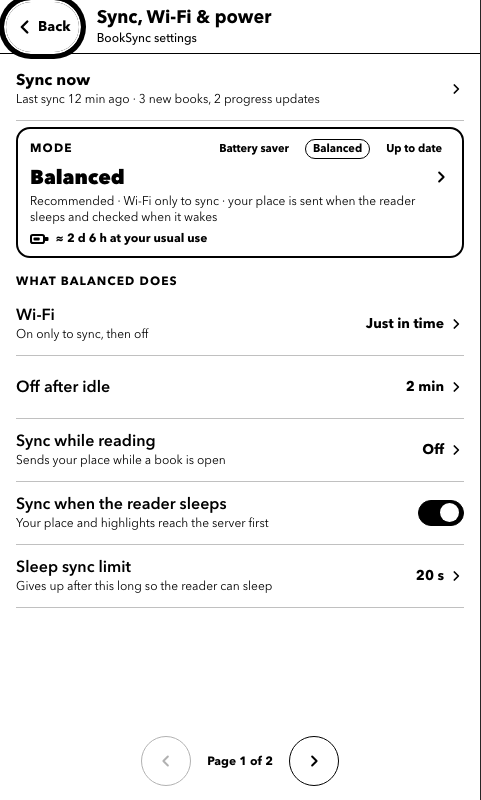 Back
Sync, Wi-Fi & power
BookSync settings
Sync now
Last sync 12 min ago · 3 new books, 2 progress updates
MODE
Battery saver Balanced Up to date
Balanced
Recommended · Wi-Fi only to sync · your place is sent when the reader
sleeps and checked when it wakes
≈ 2 d 6 h at your usual use
WHAT BALANCED DOES
Wi-Fi
On only to sync, then off
Just in time
Off after idle
2 min
Sync while reading
Sends your place while a book is open
Off
Sync when the reader sleeps
Your place and highlights reach the server first
Sleep sync limit
Gives up after this long so the reader can sleep
20 s
Page 1 of 2